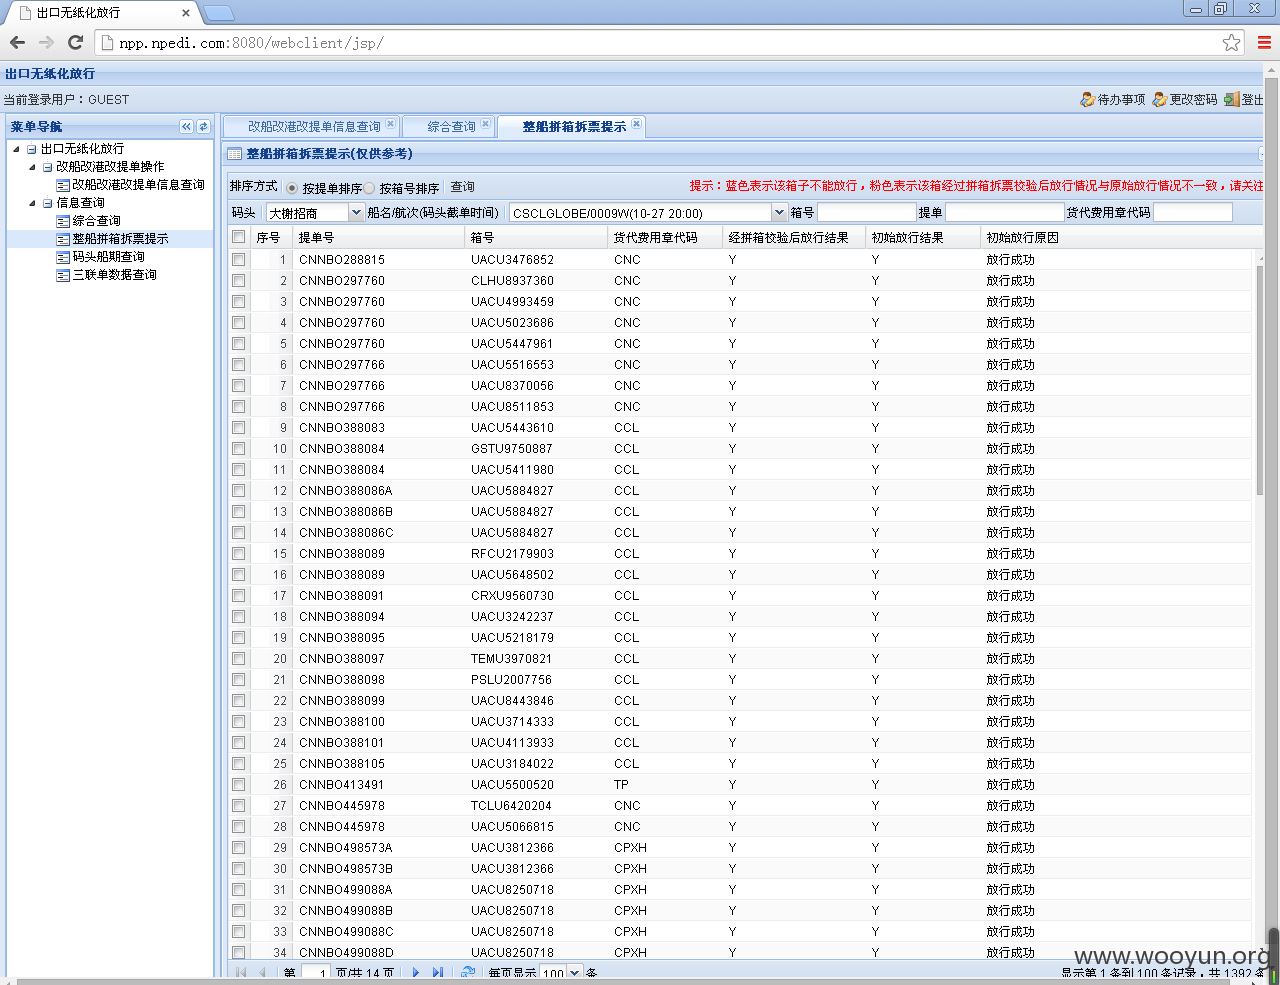 出口无纸化放行
npp.npedi.com:8080/webclient/jsp/
出口无纸化放行
当前登录用户：GUEST 待办事项 更改密码 登出
菜单导航
出口无纸化放行
改船改港改提单操作
改船改港改提单信息查询
信息查询
综合查询
整船拼箱拆票提示
码头船期查询
三联单数据查询
改船改港改提单信息查询 综合查询 整船拼箱拆票提示
整船拼箱拆票提示(仅供参考)
排序方式 按提单排序 按箱号排序 查询 提示：蓝色表示该箱子不能放行，粉色表示该箱经过拼箱拆票校验后放行情况与原始放行情况不一致，请关注
码头 大榭招商 船名/航次(码头截单时间) CSCLGLOBE/0009W(10-27 20:00) 箱号 提单 货代费用章代码
序号 提单号 箱号 货代费用章代码 经拼箱校验后放行结果 初始放行结果 初始放行原因
1 CNNBO288815 UACU3476852 CNC Y Y 放行成功
2 CNNBO297760 CLHU8937360 CNC Y Y 放行成功
3 CNNBO297760 UACU4993459 CNC Y Y 放行成功
4 CNNBO297760 UACU5023686 CNC Y Y 放行成功
5 CNNBO297760 UACU5447961 CNC Y Y 放行成功
6 CNNBO297766 UACU5516553 CNC Y Y 放行成功
7 CNNBO297766 UACU8370056 CNC Y Y 放行成功
8 CNNBO297766 UACU8511853 CNC Y Y 放行成功
9 CNNBO388083 UACU5443610 CCL Y Y 放行成功
10 CNNBO388084 GSTU9750887 CCL Y Y 放行成功
11 CNNBO388084 UACU5411980 CCL Y Y 放行成功
12 CNNBO388086A UACU5884827 CCL Y Y 放行成功
13 CNNBO388086B UACU5884827 CCL Y Y 放行成功
14 CNNBO388086C UACU5884827 CCL Y Y 放行成功
15 CNNBO388089 RFCU2179903 CCL Y Y 放行成功
16 CNNBO388089 UACU5648502 CCL Y Y 放行成功
17 CNNBO388091 CRXU9560730 CCL Y Y 放行成功
18 CNNBO388094 UACU3242237 CCL Y Y 放行成功
19 CNNBO388095 UACU5218179 CCL Y Y 放行成功
20 CNNBO388097 TEMU3970821 CCL Y Y 放行成功
21 CNNBO388098 PSLU2007756 CCL Y Y 放行成功
22 CNNBO388099 UACU8443846 CCL Y Y 放行成功
23 CNNBO388100 UACU3714333 CCL Y Y 放行成功
24 CNNBO388101 UACU4113933 CCL Y Y 放行成功
25 CNNBO388105 UACU3184022 CCL Y Y 放行成功
26 CNNBO413491 UACU5500520 TP Y Y 放行成功
27 CNNBO445978 TCLU6420204 CNC Y Y 放行成功
28 CNNBO445978 UACU5066815 CNC Y Y 放行成功
29 CNNBO498573A UACU3812366 CPXH Y Y 放行成功
30 CNNBO498573B UACU3812366 CPXH Y Y 放行成功
31 CNNBO499088A UACU8250718 CPXH Y Y 放行成功
32 CNNBO499088B UACU8250718 CPXH Y Y 放行成功
33 CNNBO499088C UACU8250718 CPXH Y Y 放行成功
34 CNNBO499088D UACU8250718 CPXH Y Y 放行成功
第 1 页/共 14 页 每页显示 100 条 显示第 1 条到 100 条记录，共 1392 条
www.wooyun.org